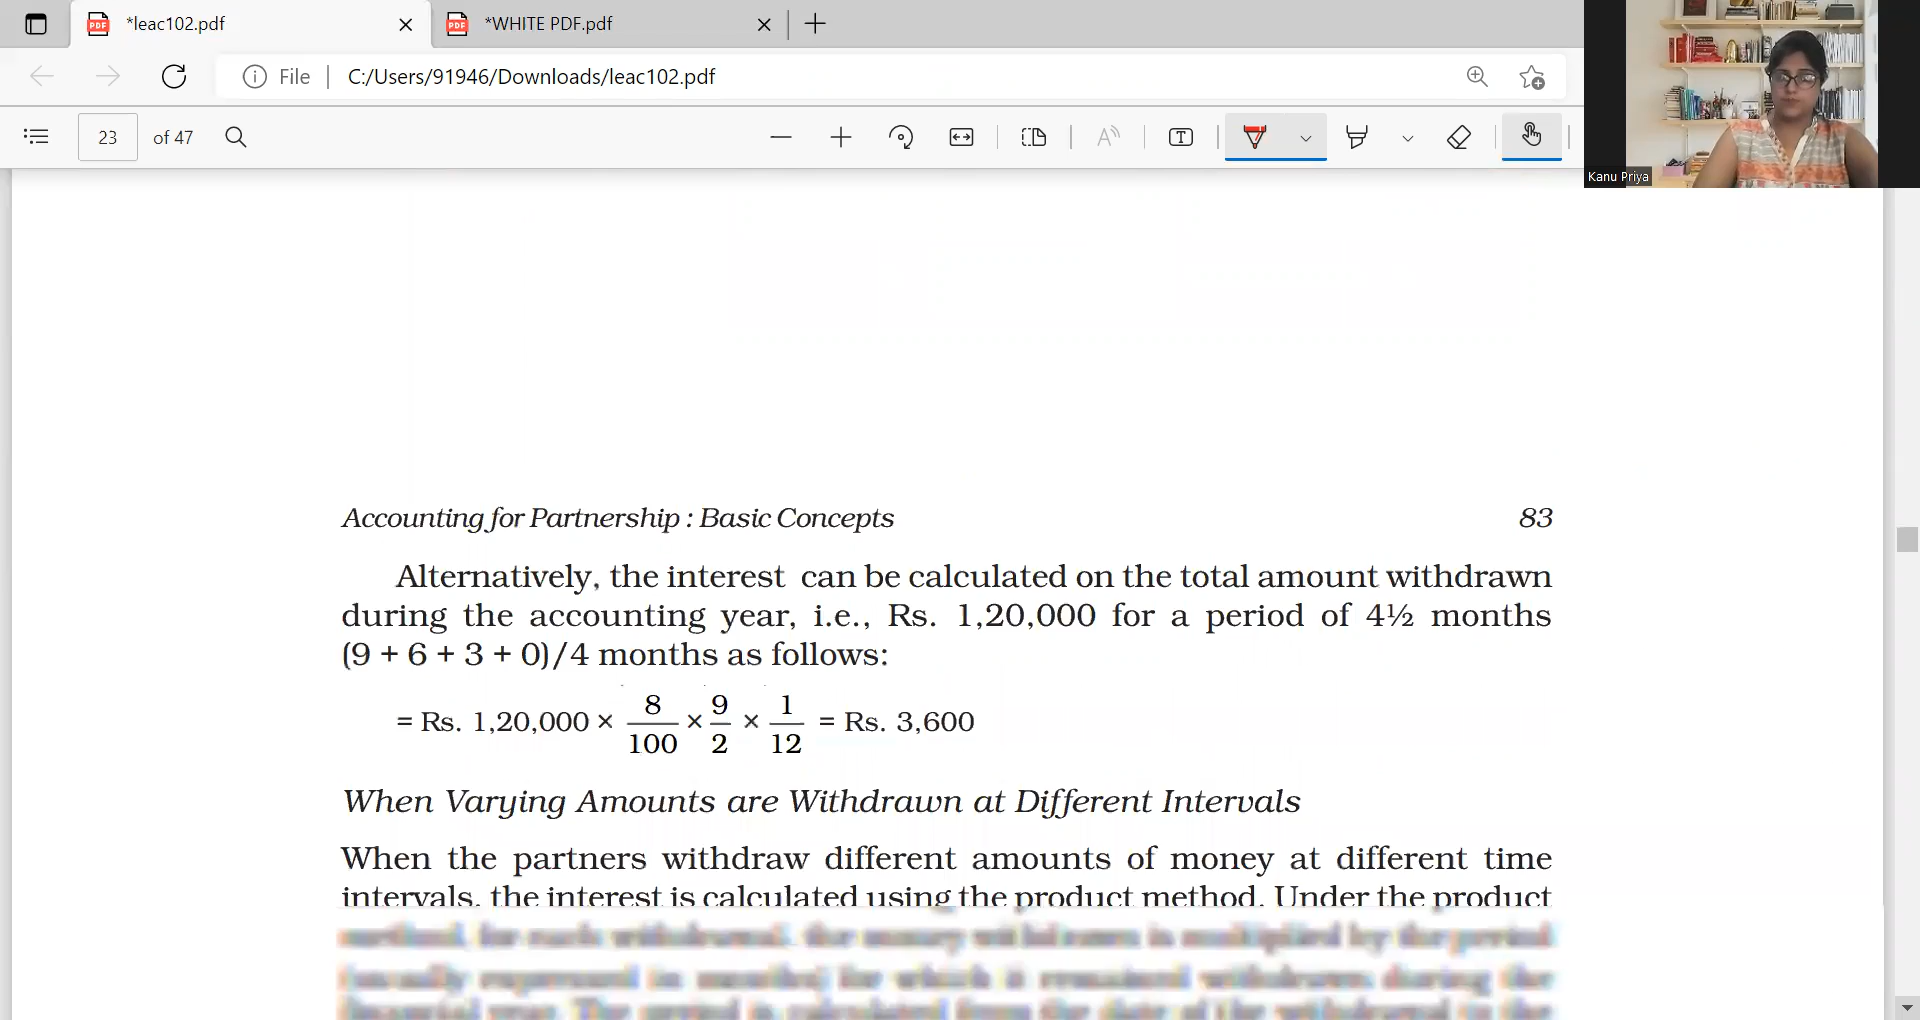 *leac102.pdf
*WHITE PDF.pdf
File
C:/Users/91946/Downloads/leac102.pdf
23 of 47
Kanu Priya
Accounting for Partnership : Basic Concepts 83
Alternatively, the interest can be calculated on the total amount withdrawn
during the accounting year, i.e., Rs. 1,20,000 for a period of 4½ months
(9 + 6 + 3 + 0)/4 months as follows:
= Rs. 1,20,000 × 8/100 × 9/2 × 1/12 = Rs. 3,600
When Varying Amounts are Withdrawn at Different Intervals
When the partners withdraw different amounts of money at different time
intervals, the interest is calculated using the product method. Under the product